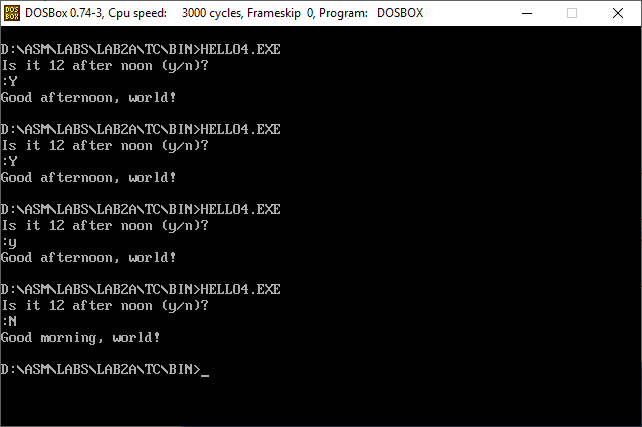 DOS
BOX
DOSBox 0.74-3, Cpu speed: 3000 cycles, Frameskip 0, Program: DOSBOX
D:\ASM\LABS\LAB2A\TC\BIN>HELLO4.EXE
Is it 12 after noon (y/n)?
:Y
Good afternoon, world!
D:\ASM\LABS\LAB2A\TC\BIN>HELLO4.EXE
Is it 12 after noon (y/n)?
:Y
Good afternoon, world!
D:\ASM\LABS\LAB2A\TC\BIN>HELLO4.EXE
Is it 12 after noon (y/n)?
:y
Good afternoon, world!
D:\ASM\LABS\LAB2A\TC\BIN>HELLO4.EXE
Is it 12 after noon (y/n)?
:N
Good morning, world!
D:\ASM\LABS\LAB2A\TC\BIN>_